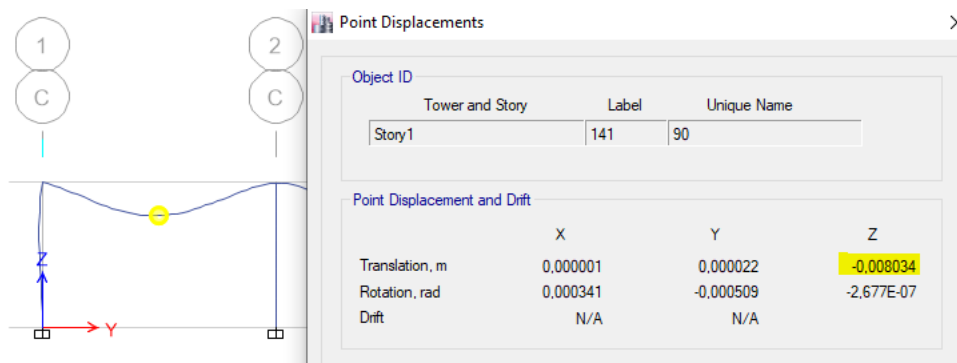 1
2
C
C
Z
Y
Point Displacements
Object ID
Tower and Story Label Unique Name
Story1 141 90
Point Displacement and Drift
X Y Z
Translation, m 0,000001 0,000022 -0,008034
Rotation, rad 0,000341 -0,000509 -2,677E-07
Drift N/A N/A